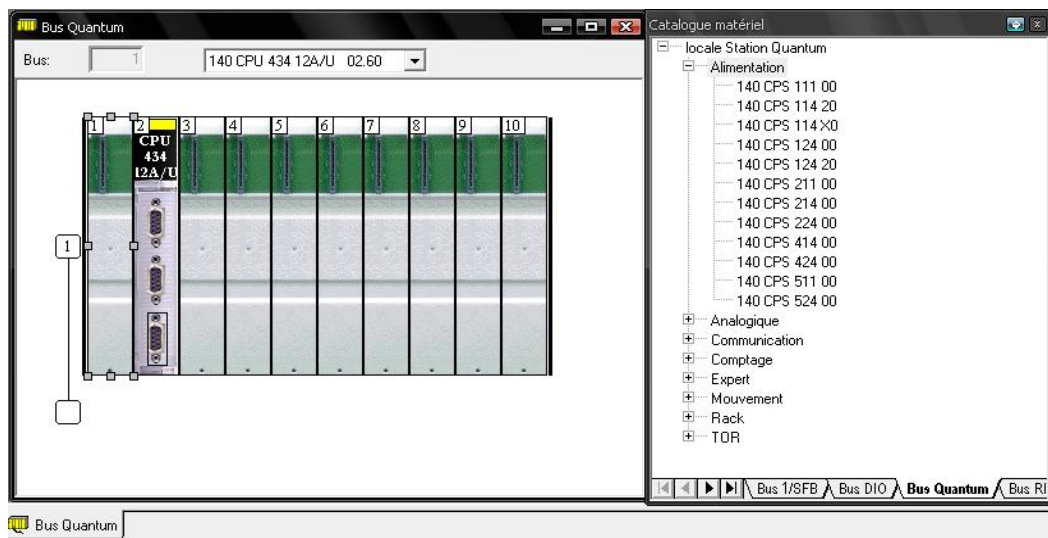 Bus Quantum
Bus: 1 140 CPU 434 12A/U 02.60
1 2 3 4 5 6 7 8 9 10
CPU
434
12A/U
1
Catalogue matériel
locale Station Quantum
Alimentation
140 CPS 111 00
140 CPS 114 20
140 CPS 114 X0
140 CPS 124 00
140 CPS 124 20
140 CPS 211 00
140 CPS 214 00
140 CPS 224 00
140 CPS 414 00
140 CPS 424 00
140 CPS 511 00
140 CPS 524 00
Analogique
Communication
Comptage
Expert
Mouvement
Rack
TOR
Bus 1/SFB Bus DIO Bus Quantum Bus RI
Bus Quantum